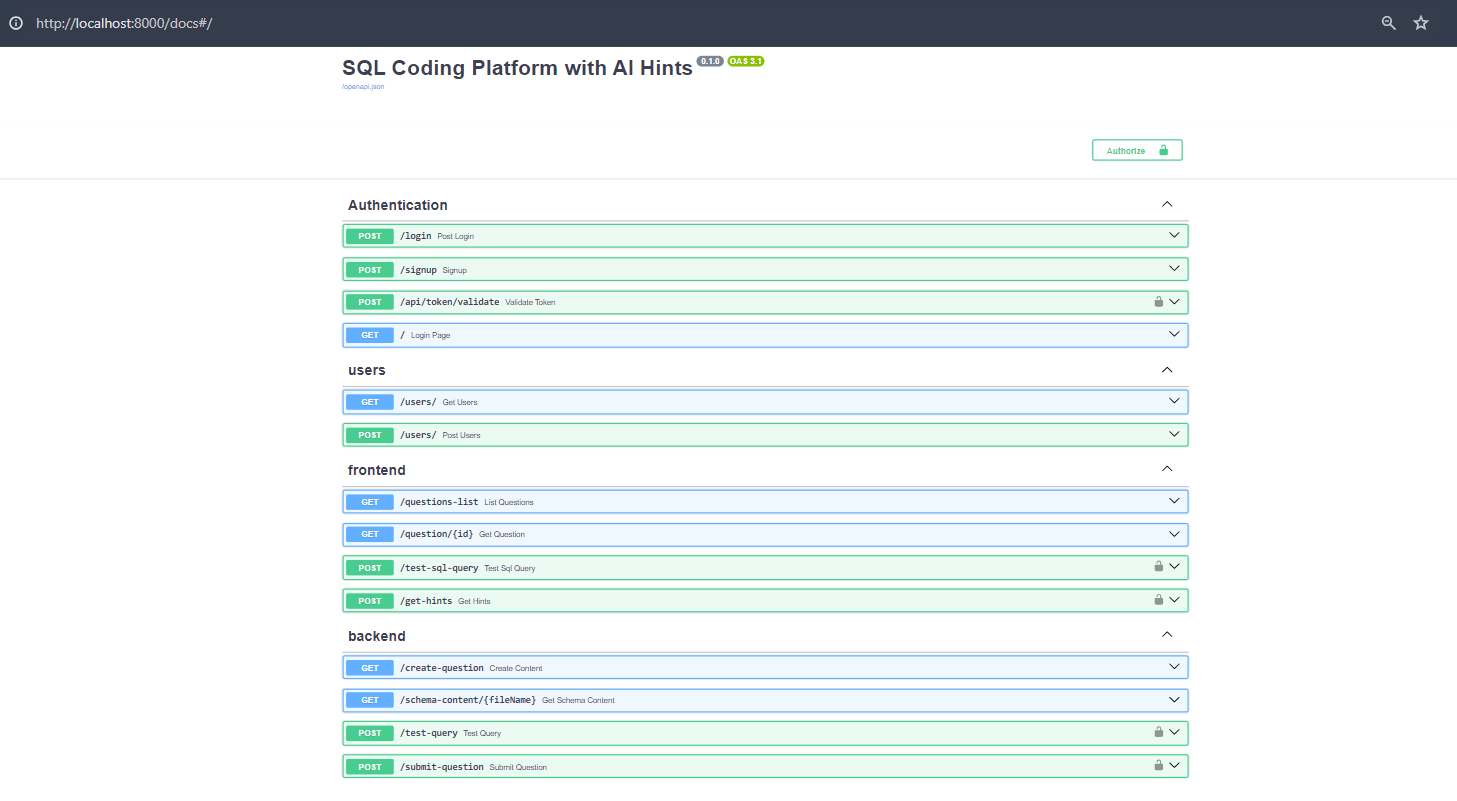 http://localhost:8000/docs#/
SQL Coding Platform with AI Hints 0.1.0 OAS 3.1
/openapi.json
Authorize
Authentication
POST /login Post Login
POST /signup Signup
POST /api/token/validate Validate Token
GET / Login Page
users
GET /users/ Get Users
POST /users/ Post Users
frontend
GET /questions-list List Questions
GET /question/{id} Get Question
POST /test-sql-query Test Sql Query
POST /get-hints Get Hints
backend
GET /create-question Create Content
GET /schema-content/{fileName} Get Schema Content
POST /test-query Test Query
POST /submit-question Submit Question